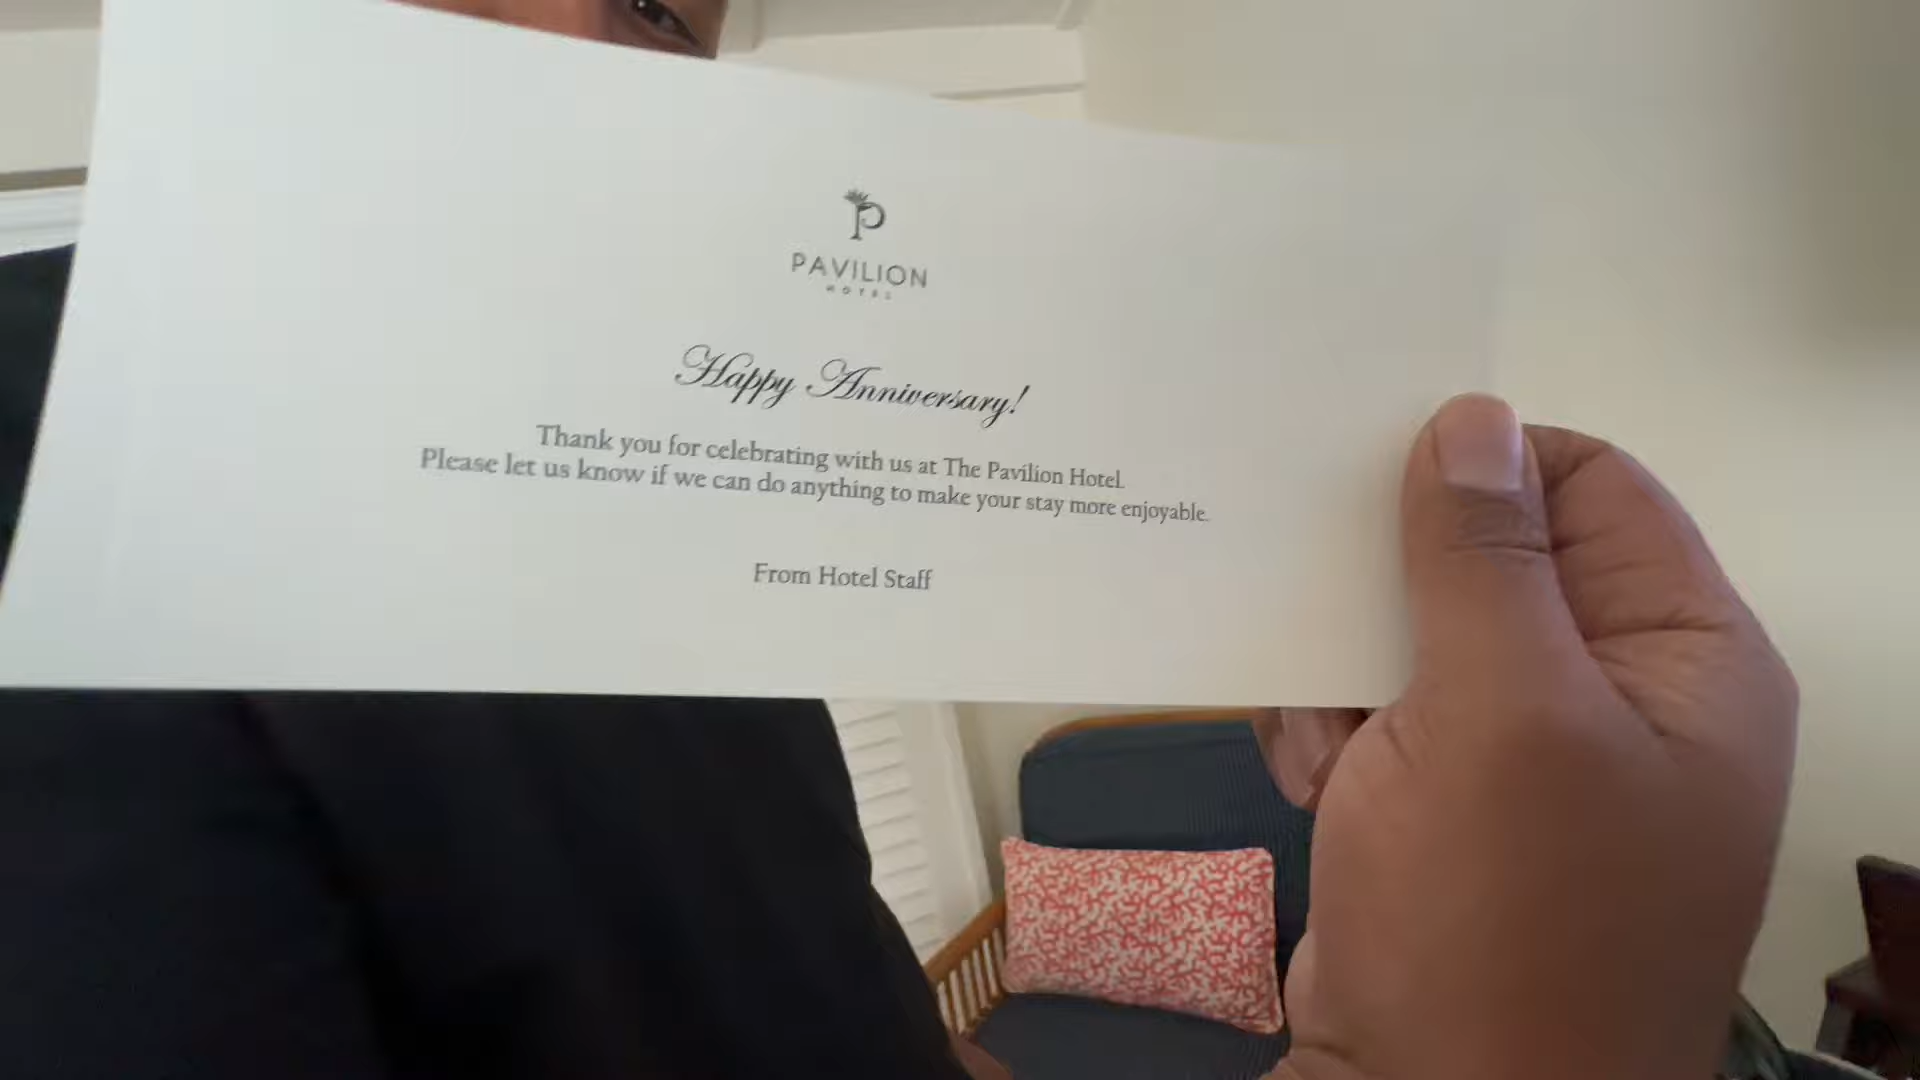 P
PAVILION
HOTEL
Happy Anniversary!
Thank you for celebrating with us at The Pavilion Hotel.
Please let us know if we can do anything to make your stay more enjoyable.
From Hotel Staff